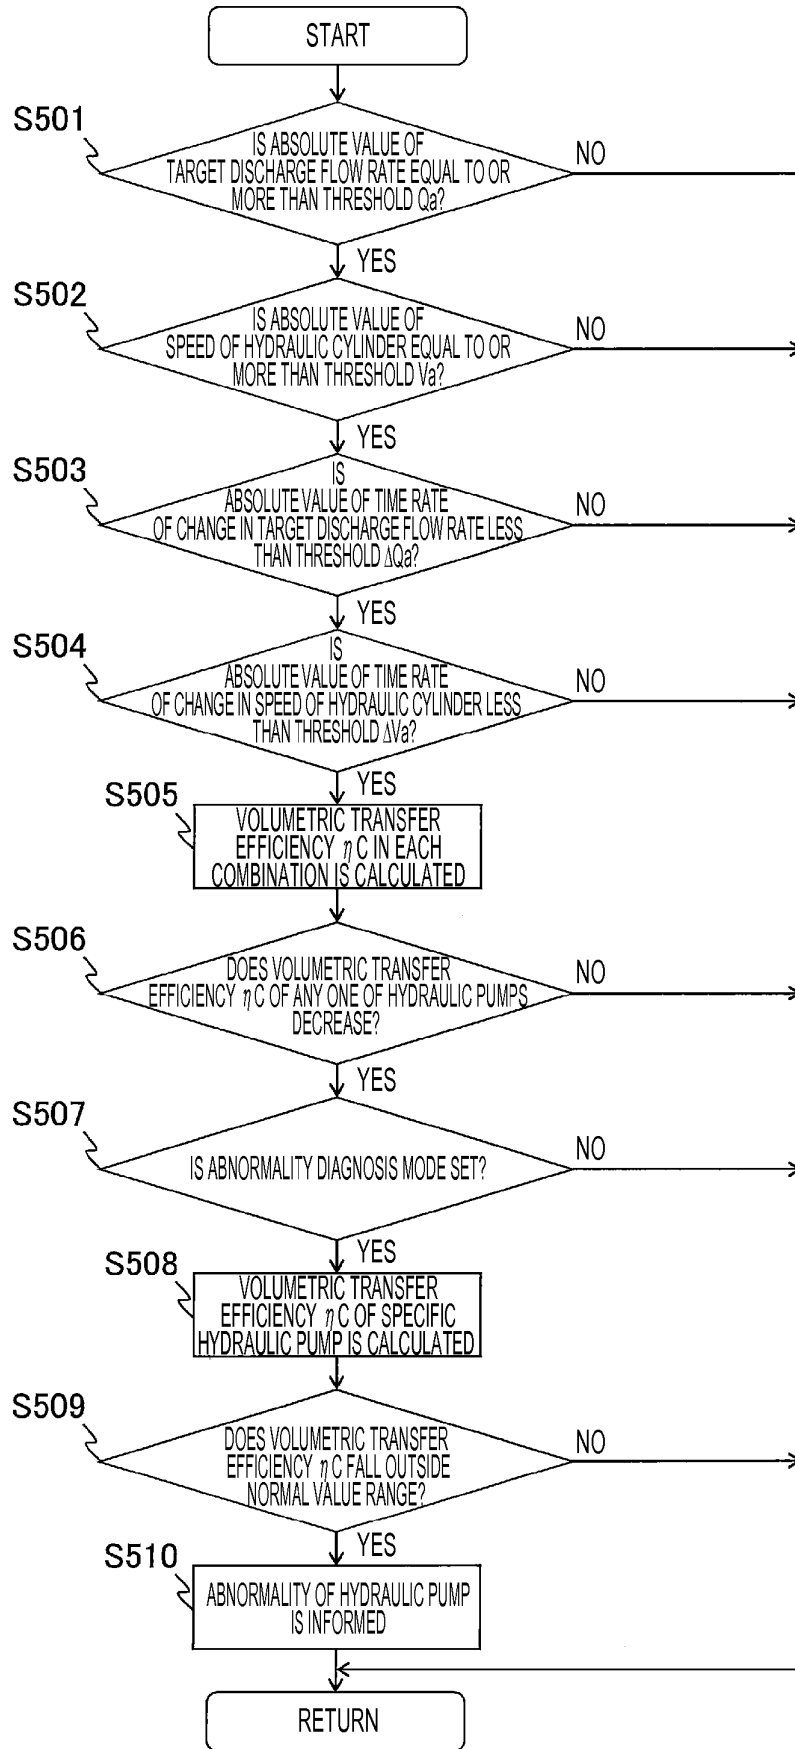 START
S501
IS ABSOLUTE VALUE OF
TARGET DISCHARGE FLOW RATE EQUAL TO OR
MORE THAN THRESHOLD Qa?
NO
YES
S502
IS ABSOLUTE VALUE OF
SPEED OF HYDRAULIC CYLINDER EQUAL TO OR
MORE THAN THRESHOLD Va?
NO
YES
S503
IS
ABSOLUTE VALUE OF TIME RATE
OF CHANGE IN TARGET DISCHARGE FLOW RATE LESS
THAN THRESHOLD ΔQa?
NO
YES
S504
IS
ABSOLUTE VALUE OF TIME RATE
OF CHANGE IN SPEED OF HYDRAULIC CYLINDER LESS
THAN THRESHOLD ΔVa?
NO
YES
S505
VOLUMETRIC TRANSFER
EFFICIENCY ηC IN EACH
COMBINATION IS CALCULATED
S506
DOES VOLUMETRIC TRANSFER
EFFICIENCY ηC OF ANY ONE OF HYDRAULIC PUMPS
DECREASE?
NO
YES
S507
IS ABNORMALITY DIAGNOSIS MODE SET?
NO
YES
S508
VOLUMETRIC TRANSFER
EFFICIENCY ηC OF SPECIFIC
HYDRAULIC PUMP IS CALCULATED
S509
DOES VOLUMETRIC TRANSFER
EFFICIENCY ηC FALL OUTSIDE
NORMAL VALUE RANGE?
NO
YES
S510
ABNORMALITY OF HYDRAULIC PUMP
IS INFORMED
RETURN